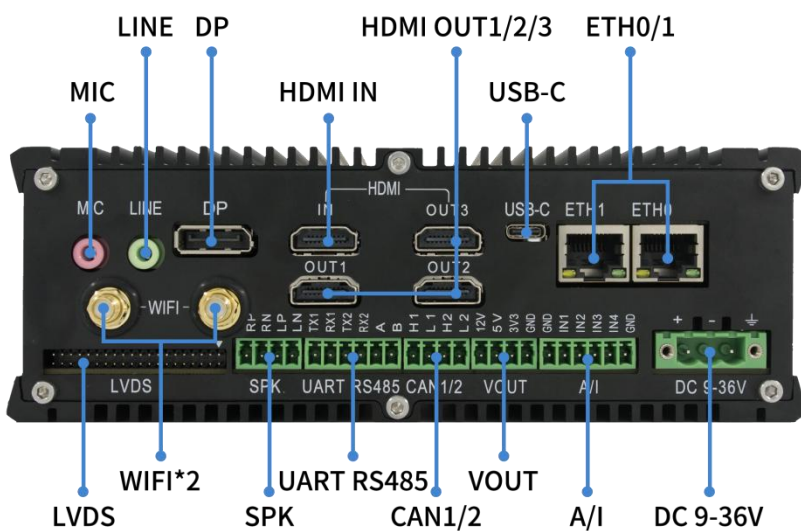 LINE DP HDMI OUT1/2/3 ETH0/1
MIC HDMI IN USB-C
HDMI
MIC LINE DP IN OUT3 USB-C ETH1 ETH0
OUT1 OUT2
WIFI
RP RN LP LN TX1 RX1 TX2 RX2 A B H1 L1 H2 L2 12V 5V 3V3 GND GND IN1 IN2 IN3 IN4 GND
+ -
LVDS SPK. UART RS485 CAN1/2 VOUT A/I DC 9-36V
WIFI*2 UART RS485 VOUT
LVDS SPK CAN1/2 A/I DC 9-36V